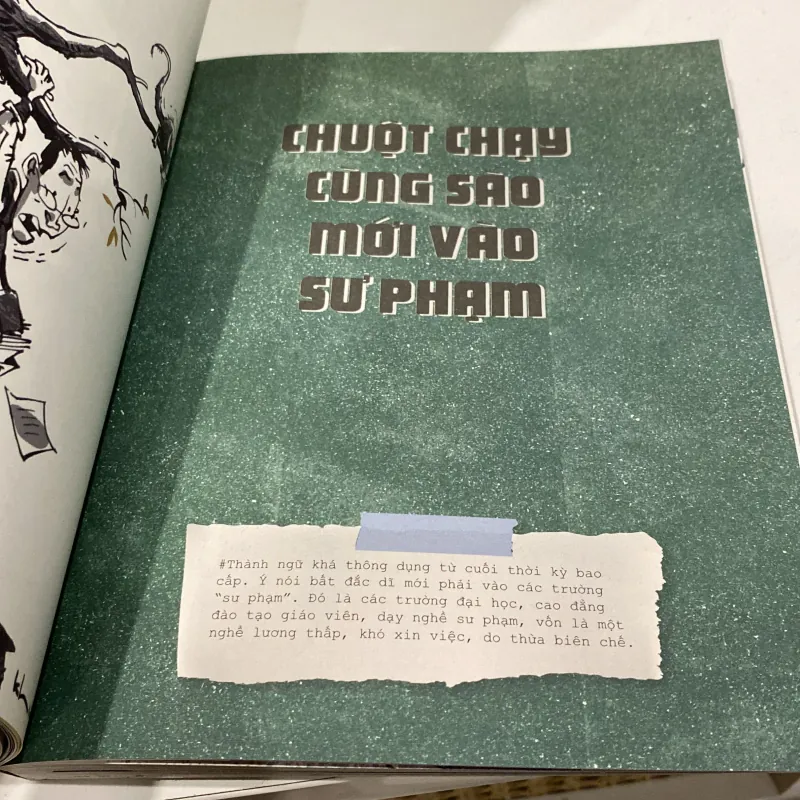 CHUỘT CHẠY
CÙNG SÀO
MỚI VÀO
SƯ PHẠM
#Thành ngữ khá thông dụng từ cuối thời kỳ bao
cấp. Ý nói bất đắc dĩ mới phải vào các trường
"sư phạm". Đó là các trường đại học, cao đẳng
đào tạo giáo viên, dạy nghề sư phạm, vốn là một
nghề lương thấp, khó xin việc, do thừa biên chế.